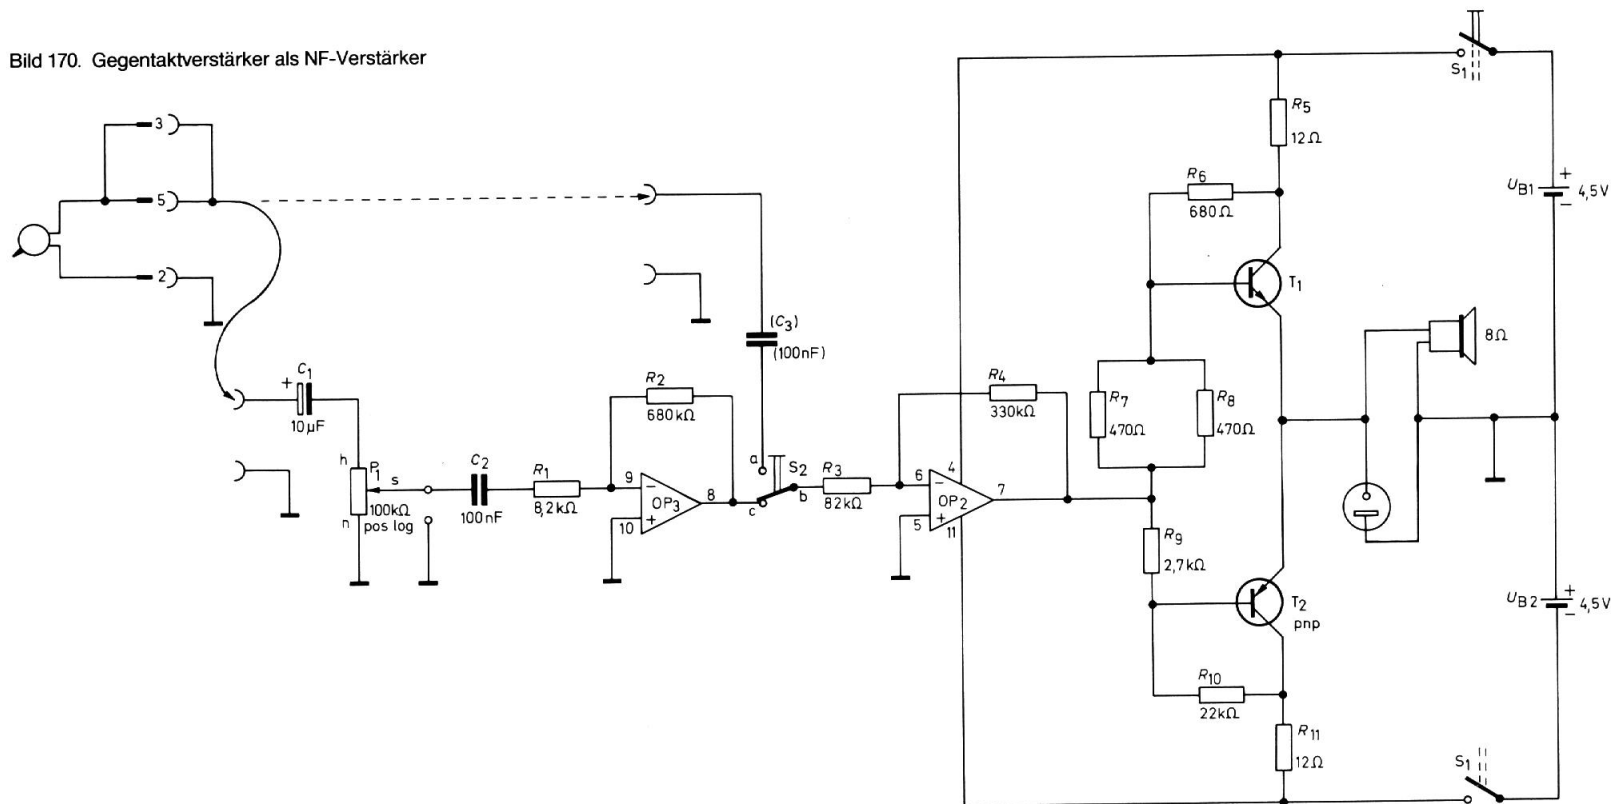 Bild 170. Gegentaktverstärker als NF-Verstärker
3
5
2
C1
+
10µF
h
P1
s
100kΩ
n
pos log
C2
100nF
R1
8,2kΩ
R2
680kΩ
9
−
OP3
8
10
+
(C3)
(100nF)
a
S2
b
c
R3
82kΩ
R4
330kΩ
6
−
4
OP2
7
5
+
11
R5
12Ω
R6
680Ω
T1
R7
470Ω
R8
470Ω
R9
2,7kΩ
T2
pnp
R10
22kΩ
R11
12Ω
8Ω
S1
UB1
+
4,5V
−
UB2
+
4,5V
−
S1